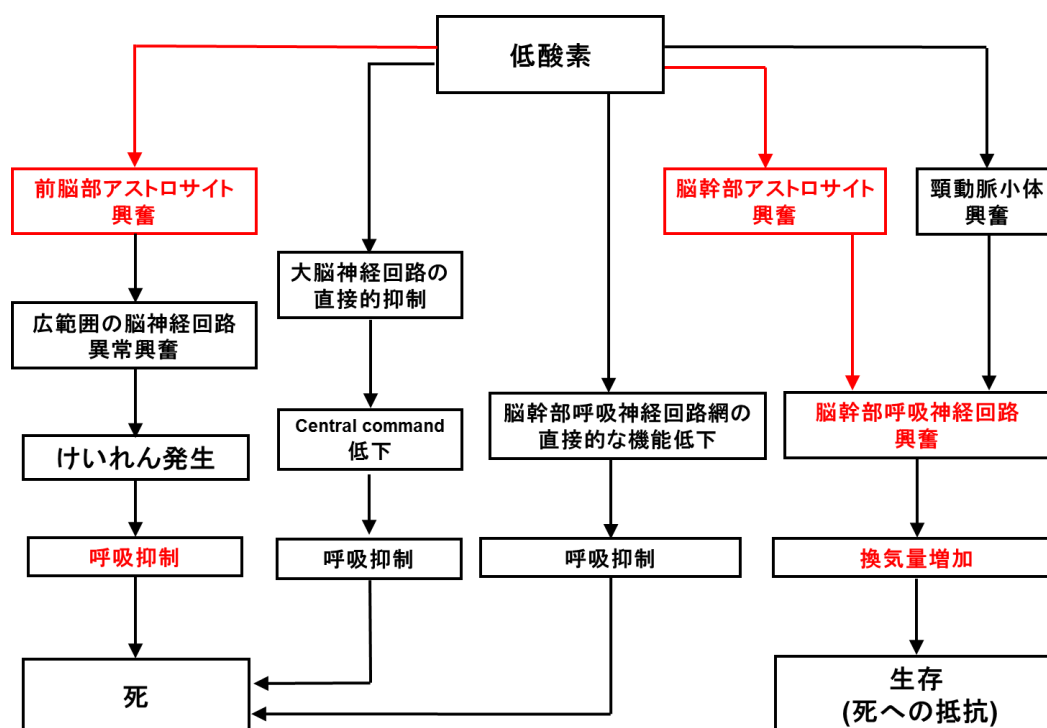 低酸素
前脳部アストロサイト
興奮
脳幹部アストロサイト
興奮
頸動脈小体
興奮
大脳神経回路の
直接的抑制
広範囲の脳神経回路
異常興奮
Central command
低下
脳幹部呼吸神経回路網の
直接的な機能低下
脳幹部呼吸神経回路
興奮
けいれん発生
呼吸抑制
呼吸抑制
呼吸抑制
換気量増加
死
生存
(死への抵抗)